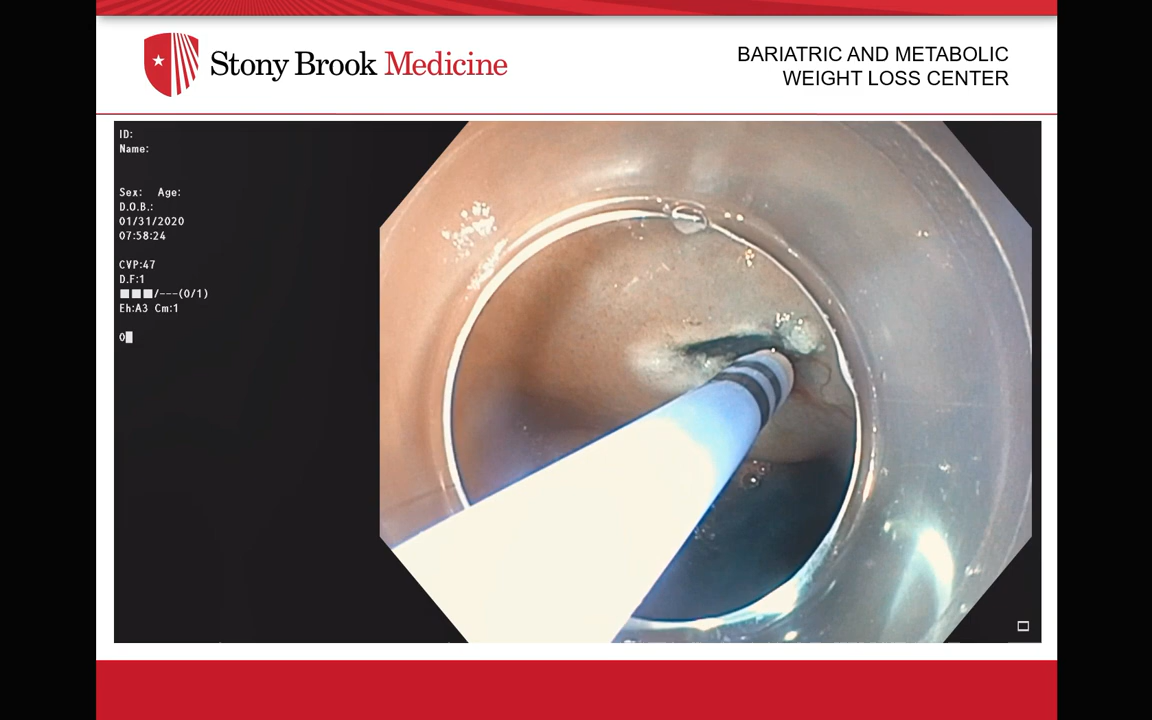 Stony Brook Medicine
BARIATRIC AND METABOLIC
WEIGHT LOSS CENTER
ID:
Name:
Sex: Age:
D.O.B.:
01/31/2020
07:58:24
CVP:47
D.F:1
■■■/---(0/1)
Eh:A3 Cm:1
0